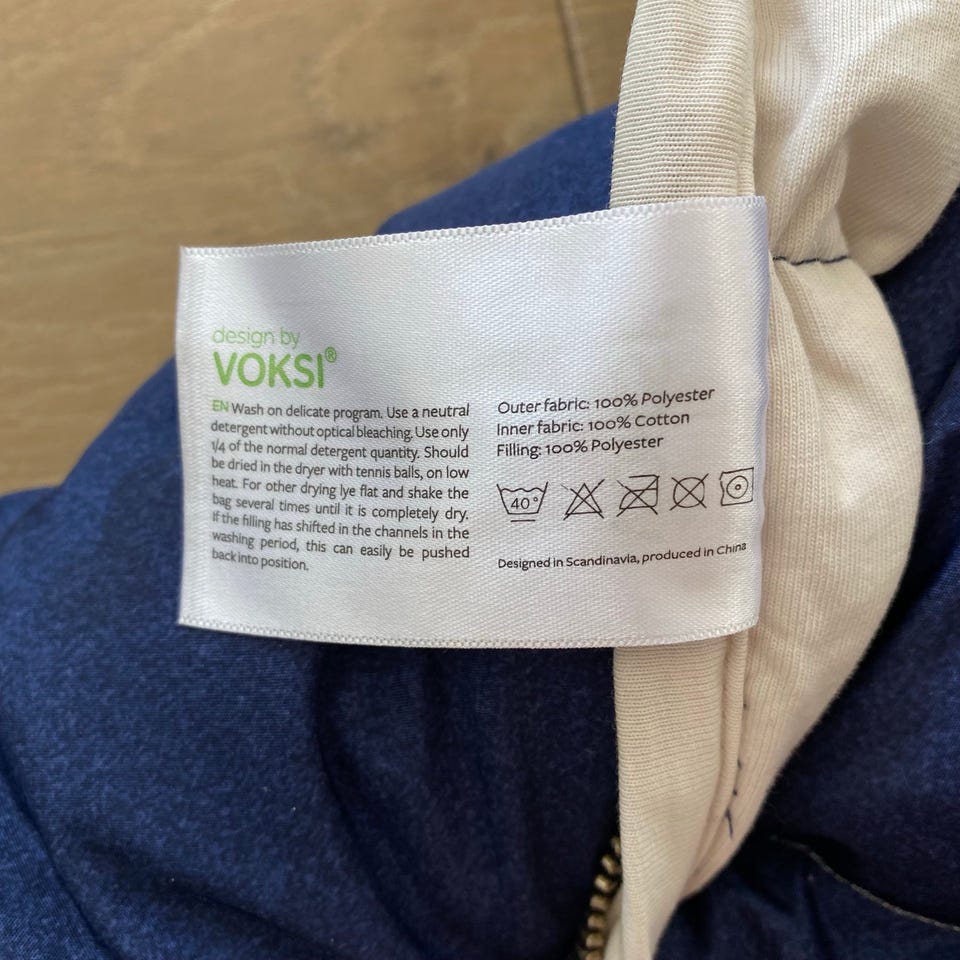 design by
VOKSI®
EN Wash on delicate program. Use a neutral
detergent without optical bleaching. Use only
1/4 of the normal detergent quantity. Should
be dried in the dryer with tennis balls, on low
heat. For other drying lye flat and shake the
bag several times until it is completely dry.
If the filling has shifted in the channels in the
washing period, this can easily be pushed
back into position.
Outer fabric: 100% Polyester
Inner fabric: 100% Cotton
Filling: 100% Polyester
40°
Designed in Scandinavia, produced in China